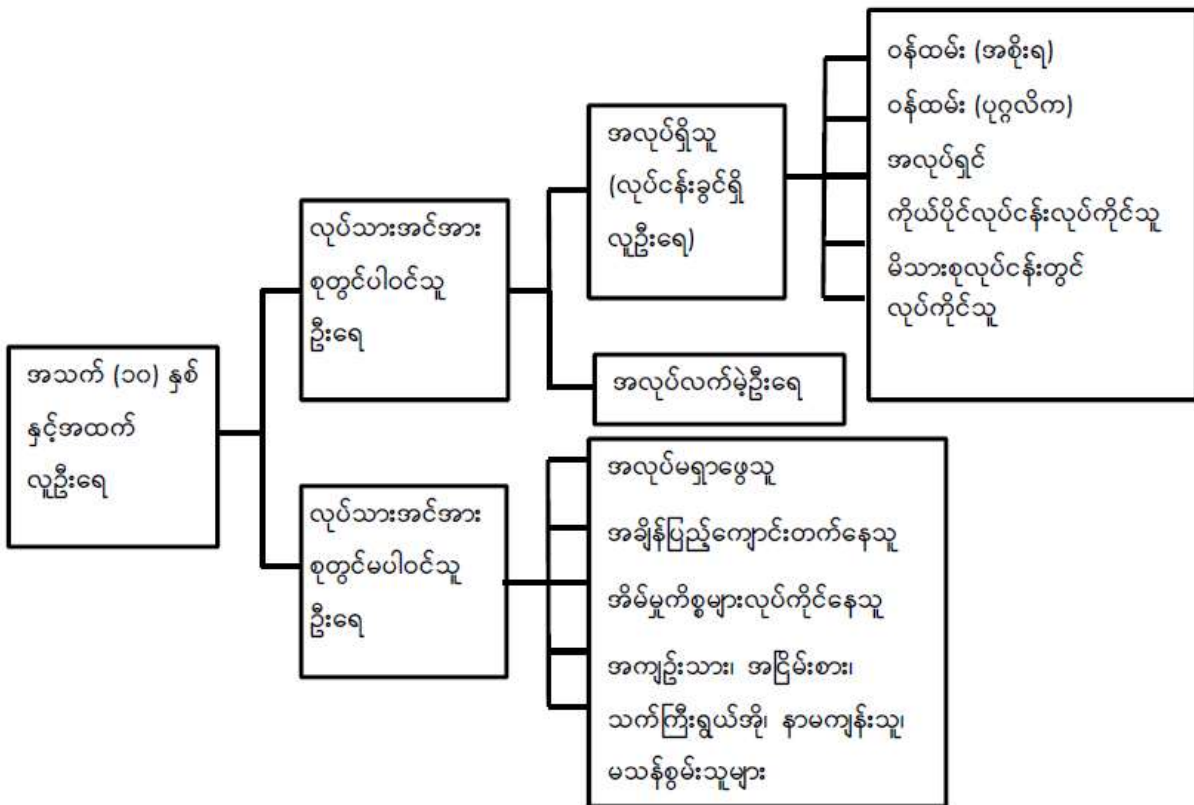 အသက် (၁၀) နှစ်
နှင့်အထက်
လူဦးရေ
လုပ်သားအင်အား
စုတွင်ပါဝင်သူ
ဦးရေ
အလုပ်ရှိသူ
(လုပ်ငန်းခွင်ရှိ
လူဦးရေ)
ဝန်ထမ်း (အစိုးရ)
ဝန်ထမ်း (ပုဂ္ဂလိက)
အလုပ်ရှင်
ကိုယ်ပိုင်လုပ်ငန်းလုပ်ကိုင်သူ
မိသားစုလုပ်ငန်းတွင်
လုပ်ကိုင်သူ
အလုပ်လက်မဲ့ဦးရေ
လုပ်သားအင်အား
စုတွင်မပါဝင်သူ
ဦးရေ
အလုပ်မရှာဖွေသူ
အချိန်ပြည့်ကျောင်းတက်နေသူ
အိမ်မှုကိစ္စများလုပ်ကိုင်နေသူ
အကျဉ်းသား၊ အငြိမ်းစား၊
သက်ကြီးရွယ်အို၊ နာမကျန်းသူ၊
မသန်စွမ်းသူများ